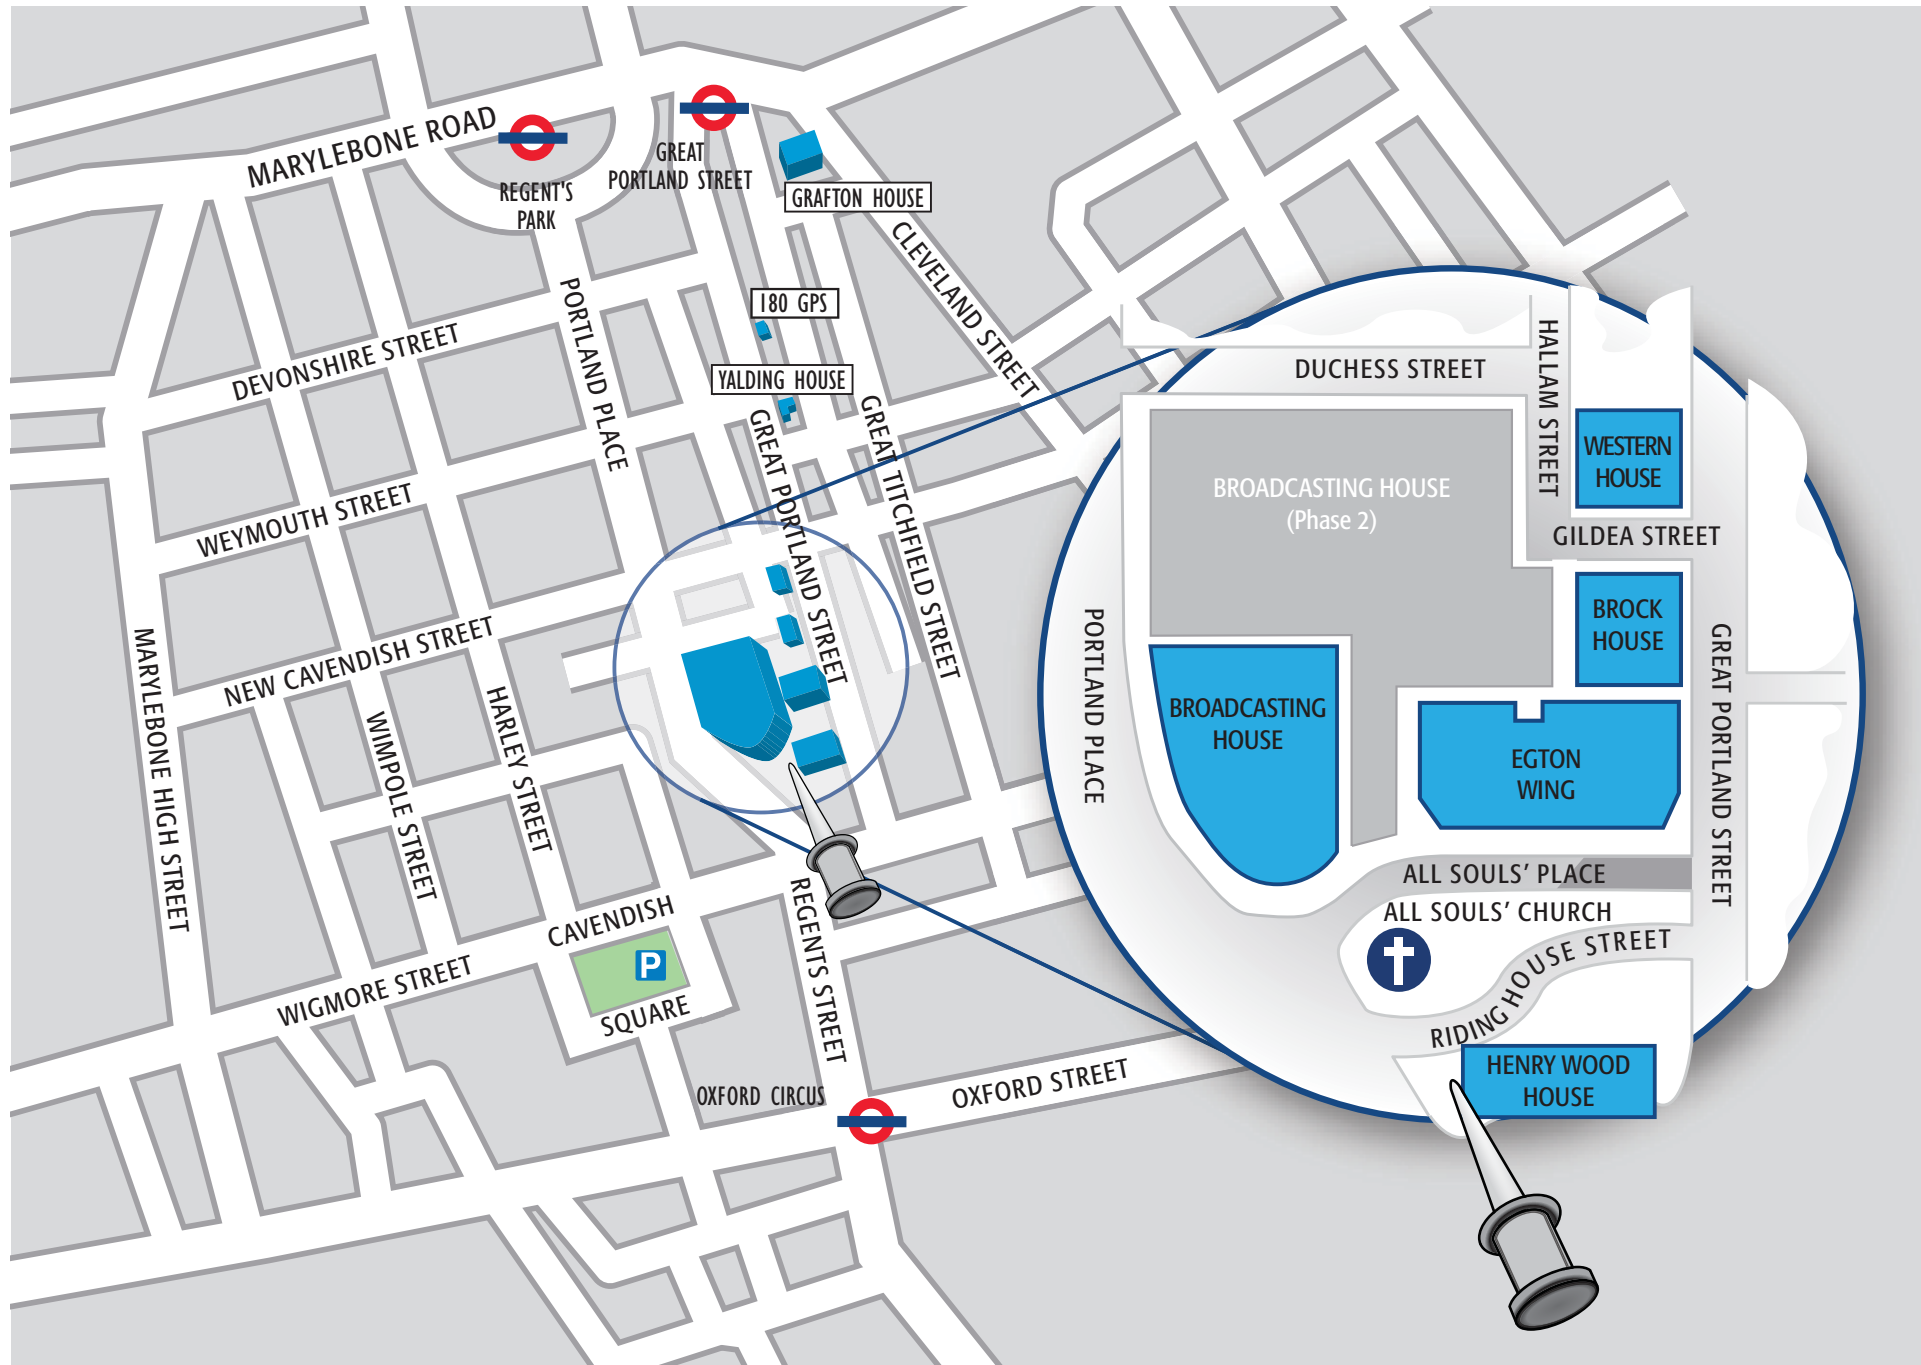 MARYLEBONE ROAD
REGENT'S
PARK
GREAT
PORTLAND STREET
GRAFTON HOUSE
CLEVELAND STREET
180 GPS
YALDING HOUSE
PORTLAND PLACE
DEVONSHIRE STREET
GREAT PORTLAND STREET
GREAT TITCHFIELD STREET
WEYMOUTH STREET
NEW CAVENDISH STREET
MARYLEBONE HIGH STREET
WIMPOLE STREET
HARLEY STREET
CAVENDISH
P
SQUARE
WIGMORE STREET
REGENTS STREET
OXFORD CIRCUS
OXFORD STREET
DUCHESS STREET
HALLAM STREET
WESTERN
HOUSE
BROADCASTING HOUSE
(Phase 2)
GILDEA STREET
BROCK
HOUSE
PORTLAND PLACE
GREAT PORTLAND STREET
BROADCASTING
HOUSE
EGTON
WING
ALL SOULS' PLACE
ALL SOULS' CHURCH
RIDING HOUSE STREET
HENRY WOOD
HOUSE